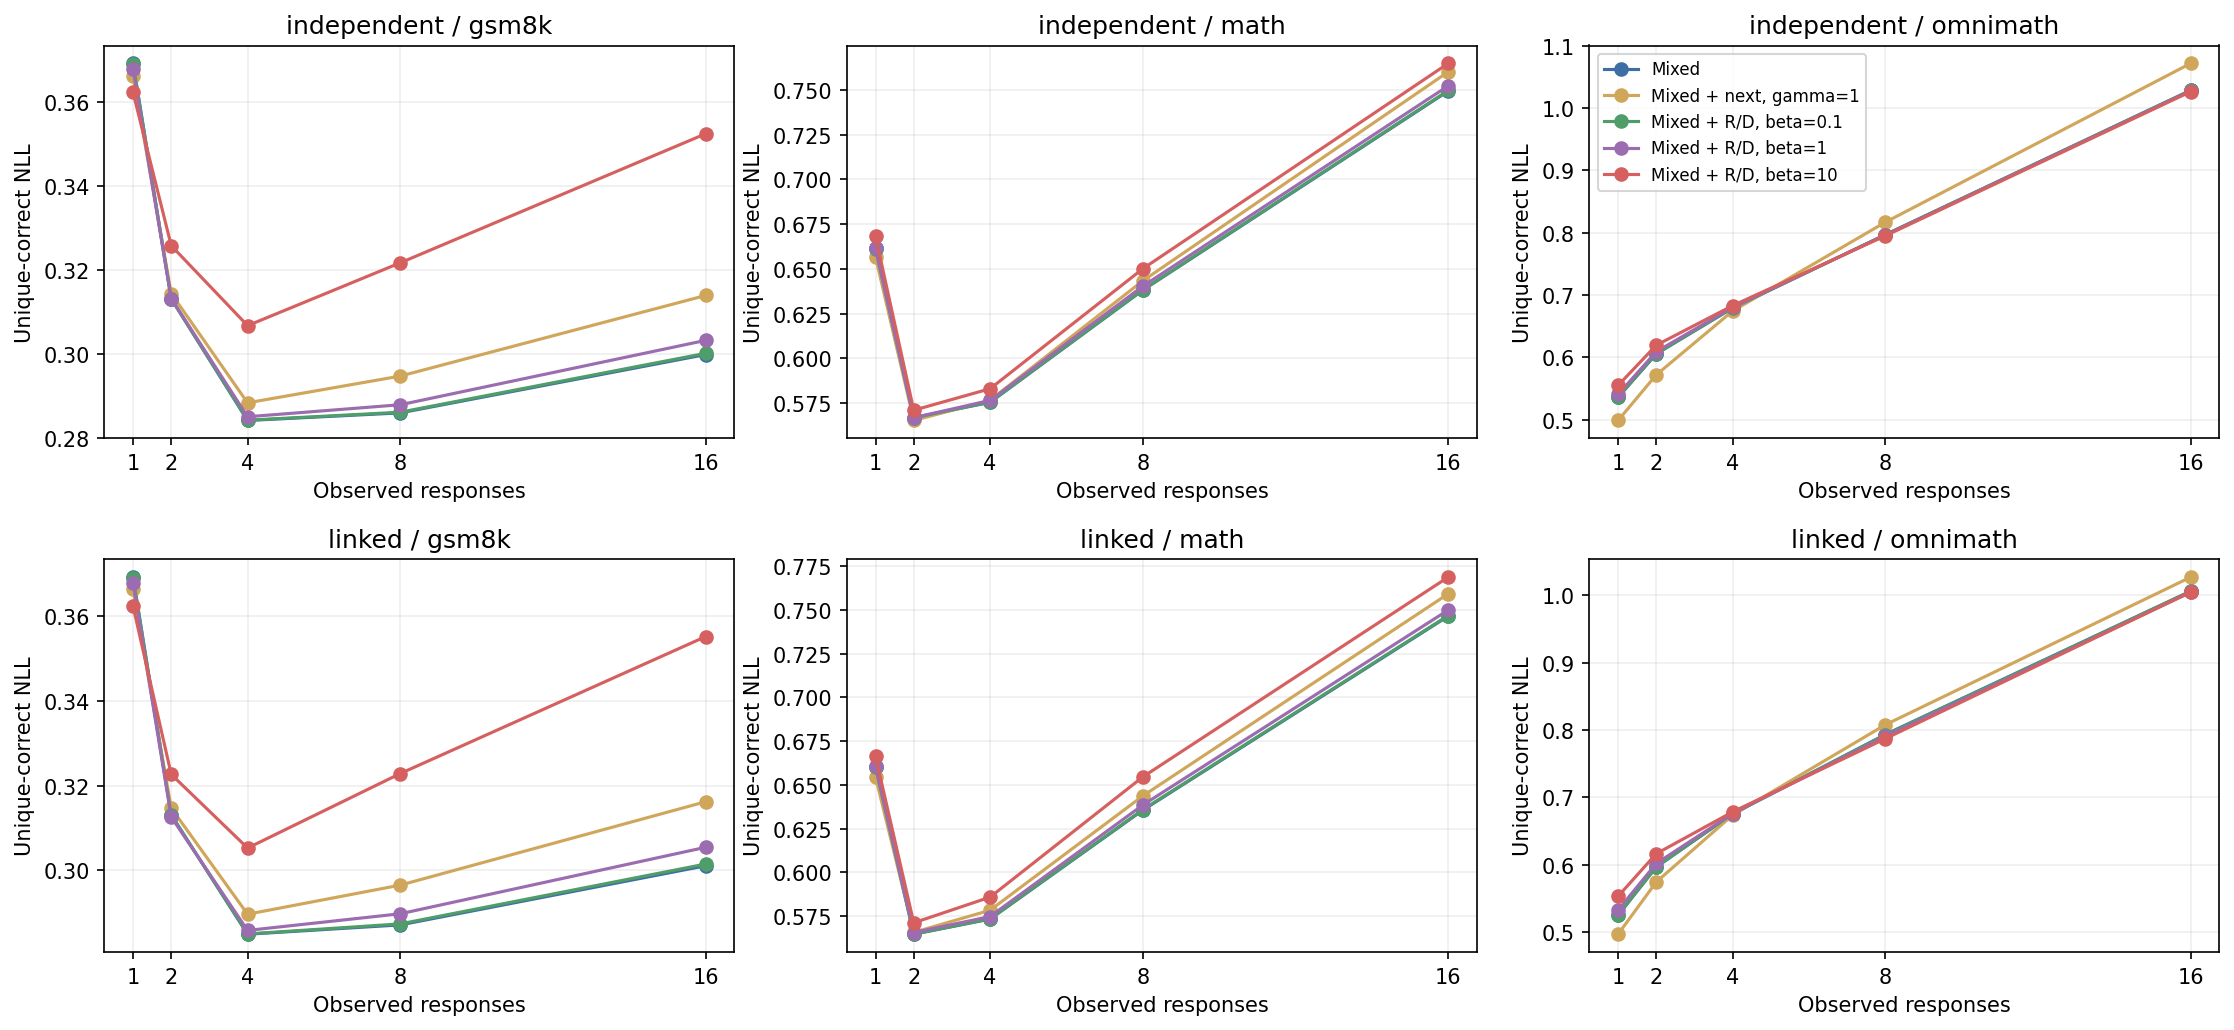 independent / gsm8k
Unique-correct NLL
0.36
0.34
0.32
0.30
0.28
1 2 4 8 16
Observed responses
independent / math
Unique-correct NLL
0.750
0.725
0.700
0.675
0.650
0.625
0.600
0.575
1 2 4 8 16
Observed responses
independent / omnimath
Unique-correct NLL
1.1
1.0
0.9
0.8
0.7
0.6
0.5
Mixed
Mixed + next, gamma=1
Mixed + R/D, beta=0.1
Mixed + R/D, beta=1
Mixed + R/D, beta=10
1 2 4 8 16
Observed responses
linked / gsm8k
Unique-correct NLL
0.36
0.34
0.32
0.30
1 2 4 8 16
Observed responses
linked / math
Unique-correct NLL
0.775
0.750
0.725
0.700
0.675
0.650
0.625
0.600
0.575
1 2 4 8 16
Observed responses
linked / omnimath
Unique-correct NLL
1.0
0.9
0.8
0.7
0.6
0.5
1 2 4 8 16
Observed responses